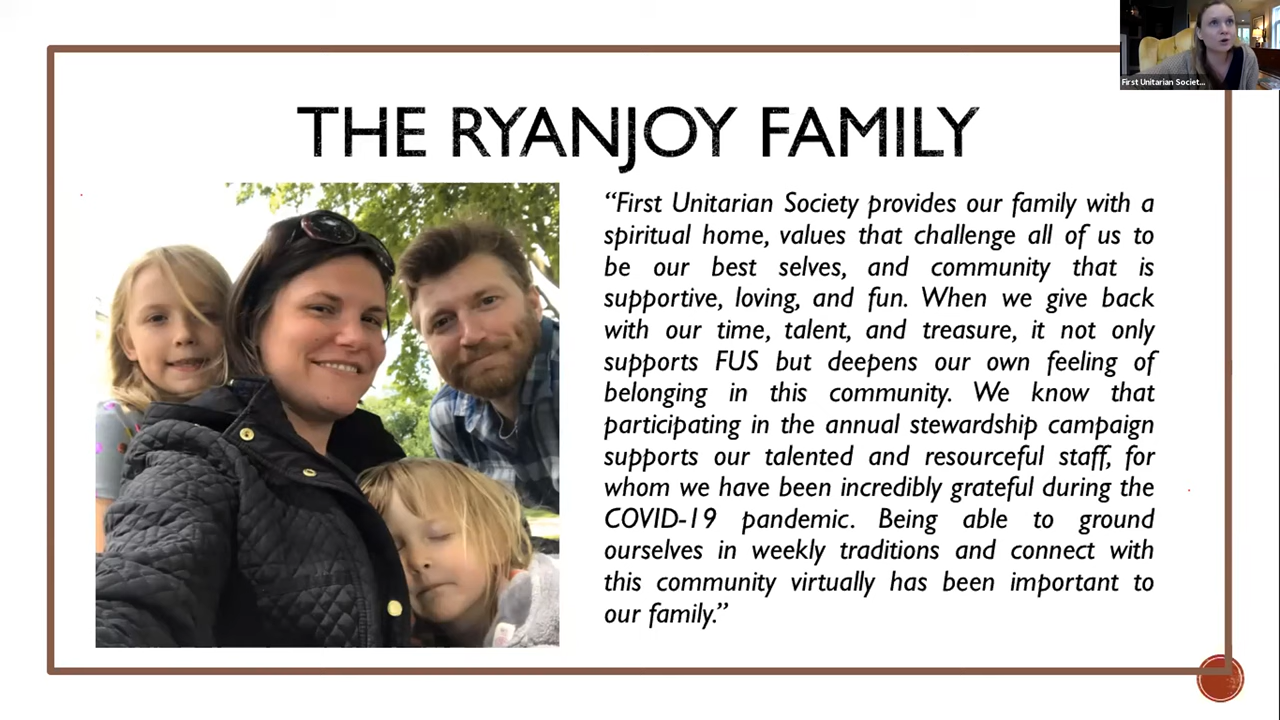 First Unitarian Societ...
THE RYANJOY FAMILY
“First Unitarian Society provides our family with a
spiritual home, values that challenge all of us to
be our best selves, and community that is
supportive, loving, and fun. When we give back
with our time, talent, and treasure, it not only
supports FUS but deepens our own feeling of
belonging in this community. We know that
participating in the annual stewardship campaign
supports our talented and resourceful staff, for
whom we have been incredibly grateful during the
COVID-19 pandemic. Being able to ground
ourselves in weekly traditions and connect with
this community virtually has been important to
our family.”